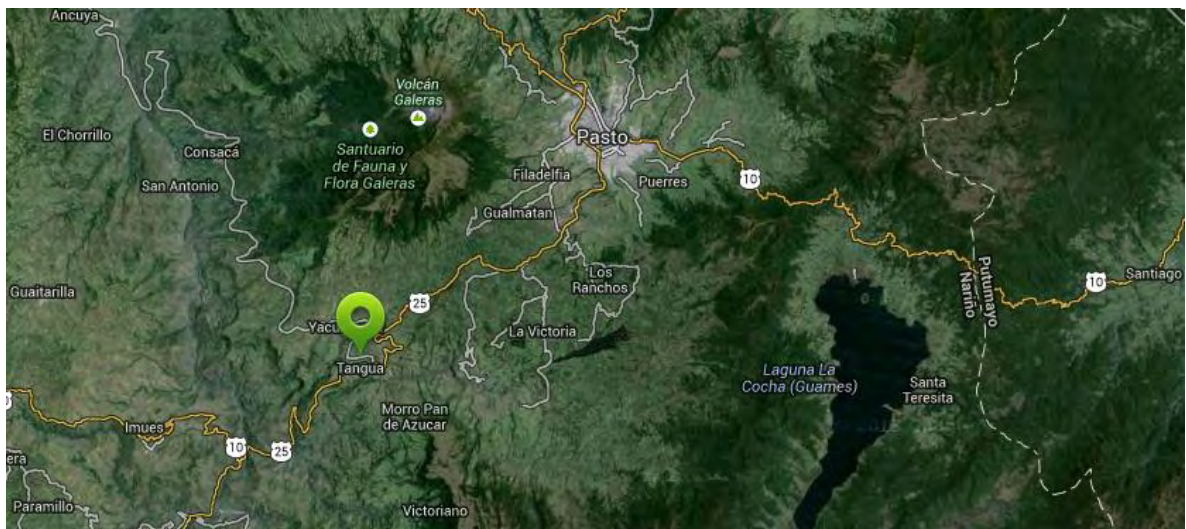 Ancuya
Volcán
Galeras
El Chorrillo
Consacá
Santuario
de Fauna y
Flora Galeras
Pasto
San Antonio
Filadelfia
Puerres
10
Gualmatan
Guaitarilla
Los
Ranchos
Putumayo
Nariño
10
Santiago
25
La Victoria
Tangua
Laguna La
Cocha (Guames)
Santa
Teresita
Morro Pan
de Azucar
Imues
10
25
Paramillo
Victoriano